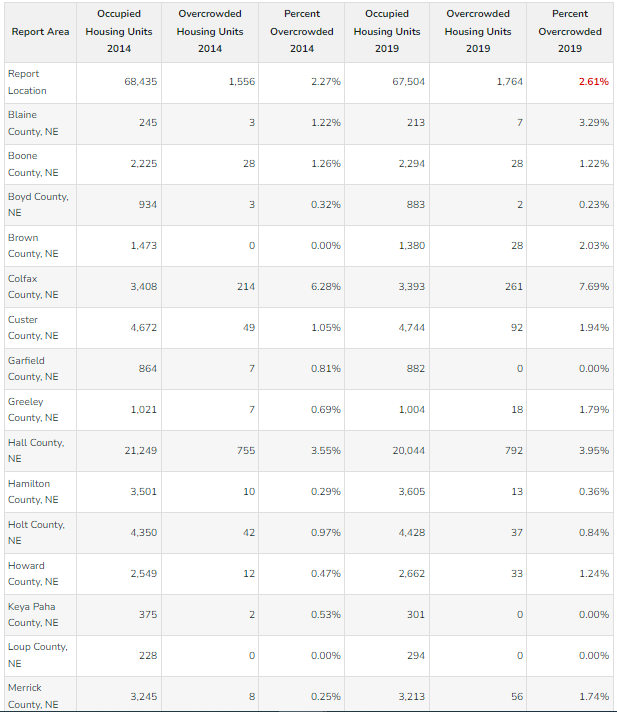 Report Area Occupied Housing Units 2014 Overcrowded Housing Units 2014 Percent Overcrowded 2014 Occupied Housing Units 2019 Overcrowded Housing Units 2019 Percent Overcrowded 2019
Report Location 68,435 1,556 2.27% 67,504 1,764 2.61%
Blaine County, NE 245 3 1.22% 213 7 3.29%
Boone County, NE 2,225 28 1.26% 2,294 28 1.22%
Boyd County, NE 934 3 0.32% 883 2 0.23%
Brown County, NE 1,473 0 0.00% 1,380 28 2.03%
Colfax County, NE 3,408 214 6.28% 3,393 261 7.69%
Custer County, NE 4,672 49 1.05% 4,744 92 1.94%
Garfield County, NE 864 7 0.81% 882 0 0.00%
Greeley County, NE 1,021 7 0.69% 1,004 18 1.79%
Hall County, NE 21,249 755 3.55% 20,044 792 3.95%
Hamilton County, NE 3,501 10 0.29% 3,605 13 0.36%
Holt County, NE 4,350 42 0.97% 4,428 37 0.84%
Howard County, NE 2,549 12 0.47% 2,662 33 1.24%
Keya Paha County, NE 375 2 0.53% 301 0 0.00%
Loup County, NE 228 0 0.00% 294 0 0.00%
Merrick County, NE 3,245 8 0.25% 3,213 56 1.74%